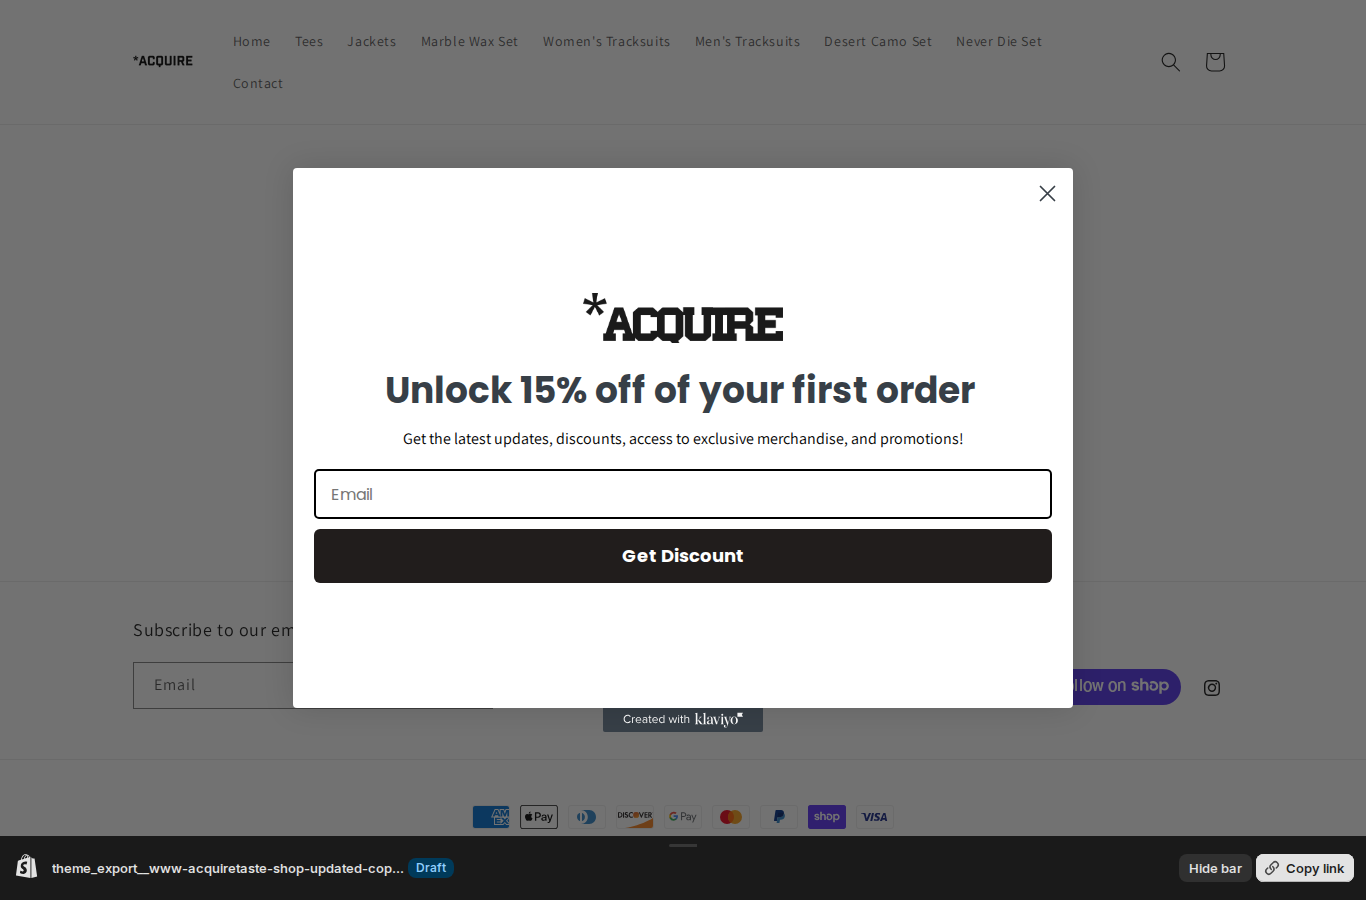 *ACQUIRE
Home Tees Jackets Marble Wax Set Women's Tracksuits Men's Tracksuits Desert Camo Set Never Die Set
Contact
*ACQUIRE
Unlock 15% off of your first order
Get the latest updates, discounts, access to exclusive merchandise, and promotions!
Email
Get Discount
Subscribe to our em
Email
llow on shop
Created with klaviyo
AM
EX
Pay
DISCOVER
G Pay
shop
VISA
theme_export__www-acquiretaste-shop-updated-cop...
Draft
Hide bar
Copy link